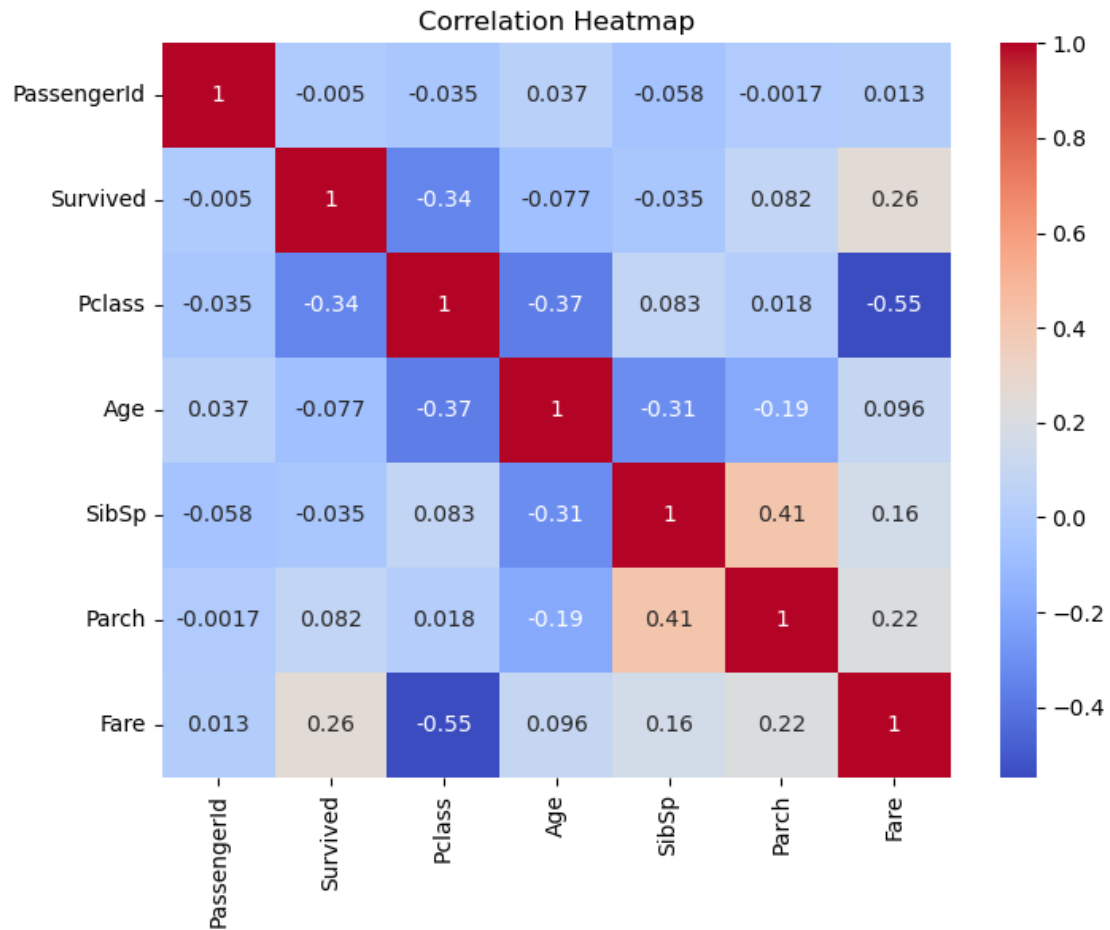 Correlation Heatmap
PassengerId 1 -0.005 -0.035 0.037 -0.058 -0.0017 0.013
Survived -0.005 1 -0.34 -0.077 -0.035 0.082 0.26
Pclass -0.035 -0.34 1 -0.37 0.083 0.018 -0.55
Age 0.037 -0.077 -0.37 1 -0.31 -0.19 0.096
SibSp -0.058 -0.035 0.083 -0.31 1 0.41 0.16
Parch -0.0017 0.082 0.018 -0.19 0.41 1 0.22
Fare 0.013 0.26 -0.55 0.096 0.16 0.22 1
PassengerId Survived Pclass Age SibSp Parch Fare
1.0
0.8
0.6
0.4
0.2
0.0
−0.2
−0.4